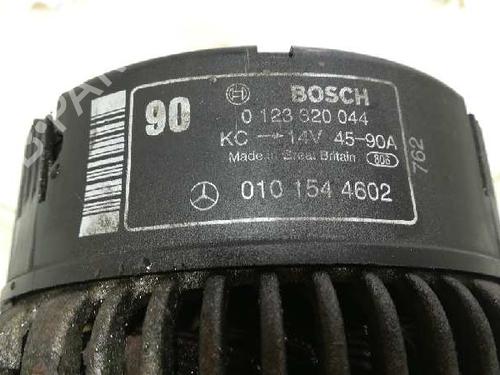 90
BOSCH
0 123 320 044
KC → 14V 45-90A
Made in Great Britain 806
762
010 154 4602